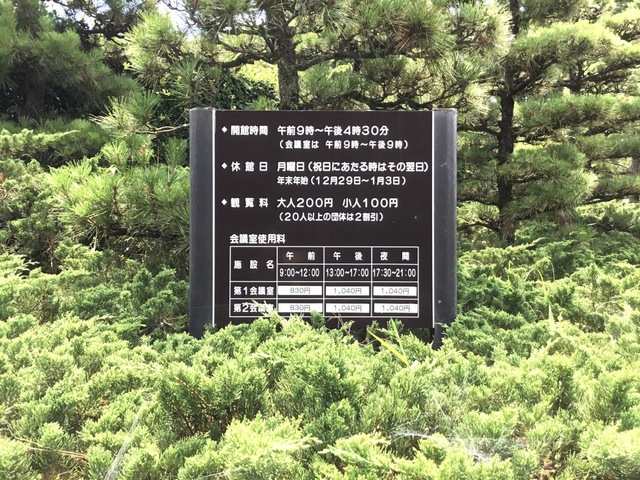 ◆ 開館時間 午前9時～午後4時30分
(会議室は 午前9時～午後9時)
◆ 休館日 月曜日(祝日にあたる時はその翌日)
年末年始(12月29日～1月3日)
◆ 観覧料 大人200円 小人100円
(20人以上の団体は2割引)
会議室使用料
施設名 午前 午後 夜間
9:00~12:00 13:00~17:00 17:30~21:00
第1会議室 830円 1,040円 1,040円
第2会議室 830円 1,040円 1,040円